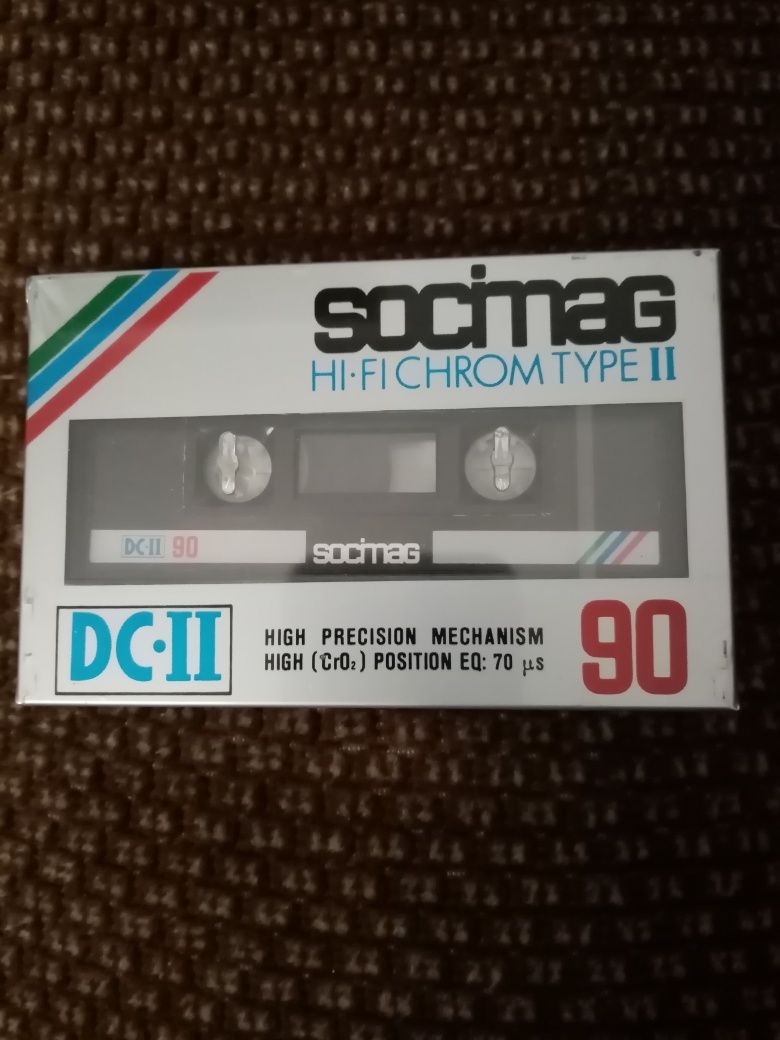 socimag
HI·FI CHROM TYPE II
DC·II 90
socimag
DC·II
HIGH PRECISION MECHANISM
HIGH (CrO₂) POSITION EQ: 70 μs
90